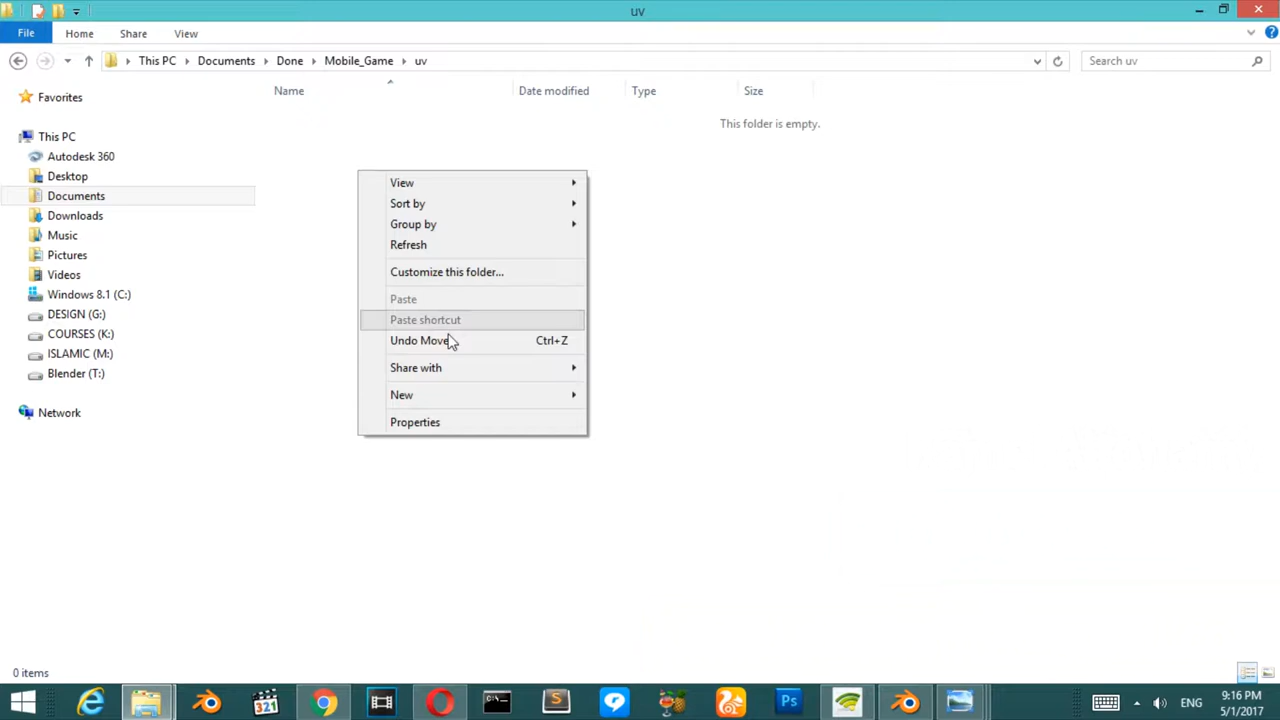 uv
File Home Share View
This PC Documents Done Mobile_Game uv Search uv
Name Date modified Type Size
This folder is empty.
Favorites
This PC
Autodesk 360
Desktop
Documents
Downloads
Music
Pictures
Videos
Windows 8.1 (C:)
DESIGN (G:)
COURSES (K:)
ISLAMIC (M:)
Blender (T:)
Network
View
Sort by
Group by
Refresh
Customize this folder...
Paste
Paste shortcut
Undo Move Ctrl+Z
Share with
New
Properties
0 items
321
Ps
ENG
9:16 PM
5/1/2017